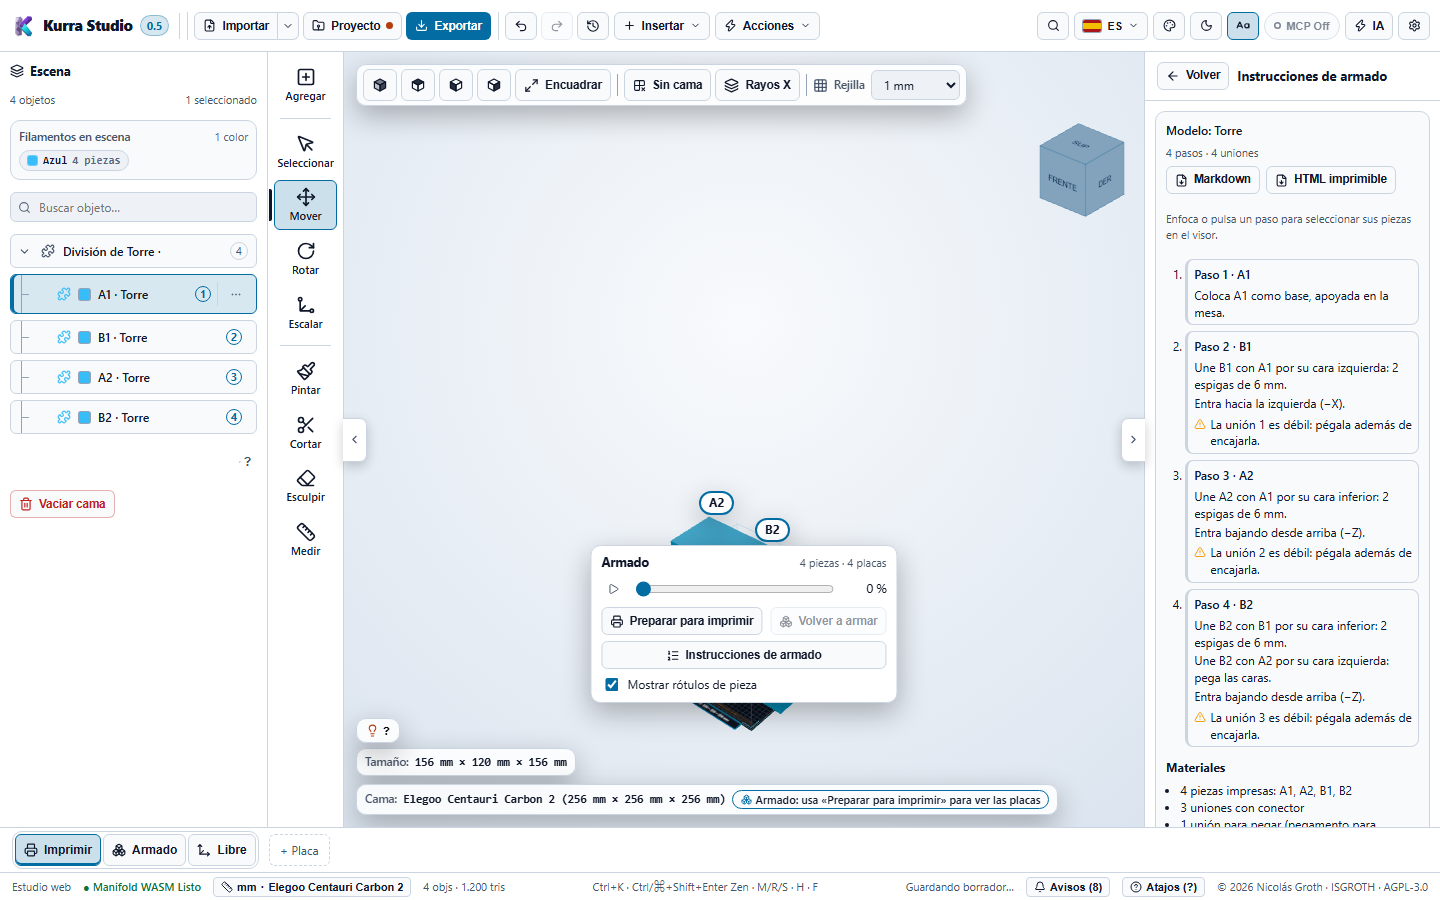 Kurra Studio
0.5
Importar
Proyecto
Exportar
Insertar
Acciones
ES
Aa
MCP Off
IA
Escena
4 objetos
1 seleccionado
Filamentos en escena
1 color
Azul 4 piezas
Buscar objeto...
División de Torre ·
4
A1 · Torre
1
B1 · Torre
2
A2 · Torre
3
B2 · Torre
4
· ?
Vaciar cama
Agregar
Seleccionar
Mover
Rotar
Escalar
Pintar
Cortar
Esculpir
Medir
Encuadrar
Sin cama
Rayos X
Rejilla
1 mm
SUP
FRENTE
DER
A2
B2
Armado
4 piezas · 4 placas
0 %
Preparar para imprimir
Volver a armar
Instrucciones de armado
Mostrar rótulos de pieza
?
Tamaño: 156 mm × 120 mm × 156 mm
Cama: Elegoo Centauri Carbon 2 (256 mm × 256 mm × 256 mm)
Armado: usa «Preparar para imprimir» para ver las placas
Volver
Instrucciones de armado
Modelo: Torre
4 pasos · 4 uniones
Markdown
HTML imprimible
Enfoca o pulsa un paso para seleccionar sus piezas
en el visor.
1. Paso 1 · A1
Coloca A1 como base, apoyada en la
mesa.
2. Paso 2 · B1
Une B1 con A1 por su cara izquierda: 2
espigas de 6 mm.
Entra hacia la izquierda (−X).
La unión 1 es débil: pégala además de
encajarla.
3. Paso 3 · A2
Une A2 con A1 por su cara inferior: 2
espigas de 6 mm.
Entra bajando desde arriba (−Z).
La unión 2 es débil: pégala además de
encajarla.
4. Paso 4 · B2
Une B2 con B1 por su cara inferior: 2
espigas de 6 mm.
Une B2 con A2 por su cara izquierda:
pega las caras.
Entra bajando desde arriba (−Z).
La unión 3 es débil: pégala además de
encajarla.
Materiales
• 4 piezas impresas: A1, A2, B1, B2
• 3 uniones con conector
• 1 unión para pegar (pegamento para
Imprimir
Armado
Libre
+ Placa
Estudio web
Manifold WASM Listo
mm · Elegoo Centauri Carbon 2
4 objs · 1.200 tris
Ctrl+K · Ctrl/⌘+Shift+Enter Zen · M/R/S · H · F
Guardando borrador...
Avisos (8)
Atajos (?)
© 2026 Nicolás Groth · ISGROTH · AGPL-3.0